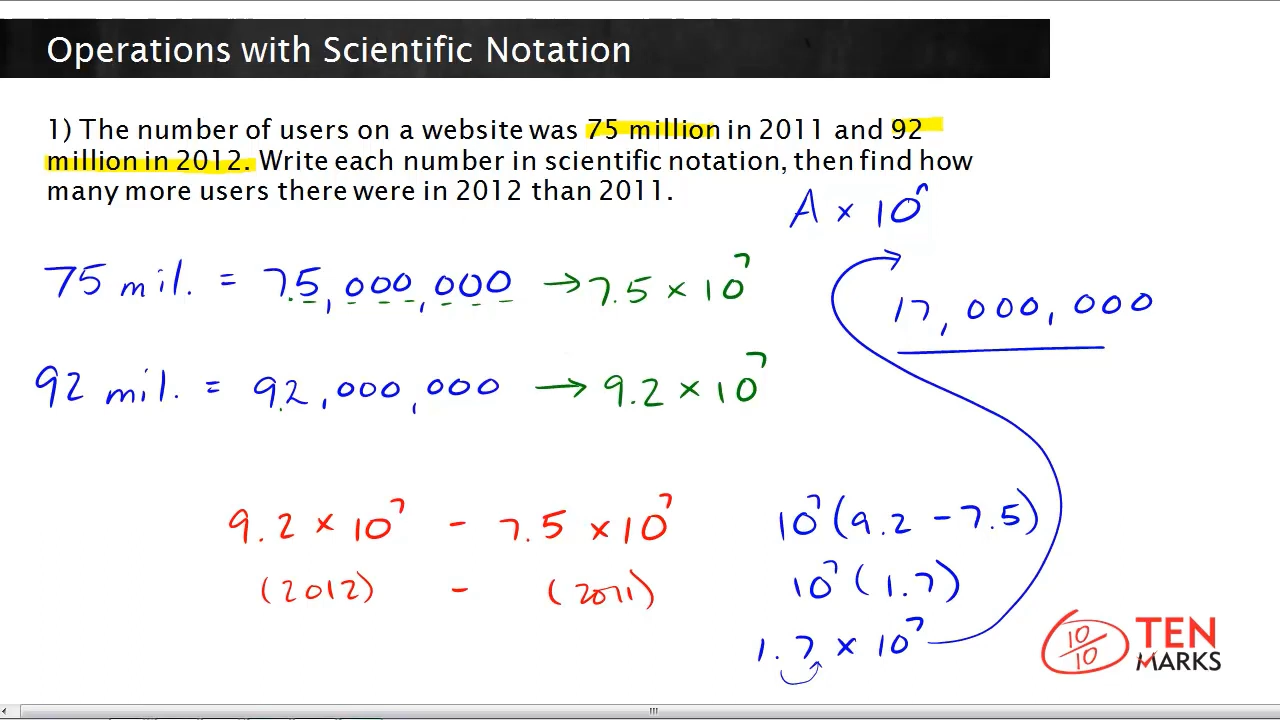 Operations with Scientific Notation
1) The number of users on a website was 75 million in 2011 and 92
million in 2012. Write each number in scientific notation, then find how
many more users there were in 2012 than 2011.
A × 10ⁿ
75 mil. = 75,000,000 → 7.5 × 10⁷
17,000,000
92 mil. = 92,000,000 → 9.2 × 10⁷
9.2 × 10⁷ - 7.5 × 10⁷
(2012) - (2011)
10⁷(9.2 - 7.5)
10⁷(1.7)
1.7 × 10⁷
10/10
TEN
MARKS